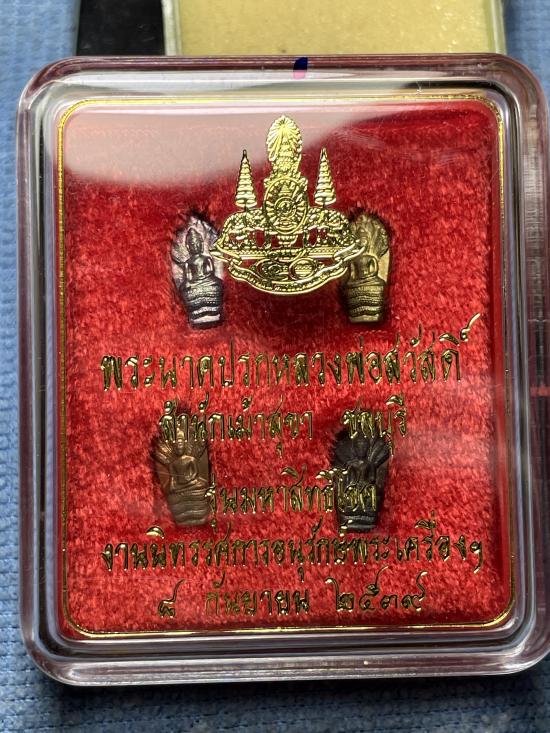 พระนาคปรกหลวงพ่อสวัสดิ์
สำนักเม้าสุขา ชลบุรี
รุ่นมหาสิทธิโชค
งานนิทรรศการอนุรักษ์พระเครื่องฯ
๘ กันยายน ๒๕๓๙